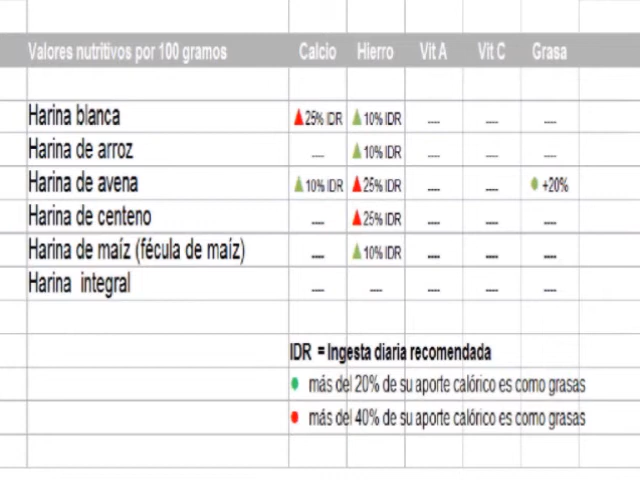 Valores nutritivos por 100 gramos Calcio Hierro Vit A Vit C Grasa
Harina blanca ▲25% IDR ▲10% IDR ---- ---- ----
Harina de arroz ---- ▲10% IDR ---- ---- ----
Harina de avena ▲10% IDR ▲25% IDR ---- ---- ● +20%
Harina de centeno ---- ▲25% IDR ---- ---- ----
Harina de maíz (fécula de maíz) ---- ▲10% IDR ---- ---- ----
Harina integral ---- ---- ---- ---- ----
IDR = Ingesta diaria recomendada
● más del 20% de su aporte calórico es como grasas
● más del 40% de su aporte calórico es como grasas